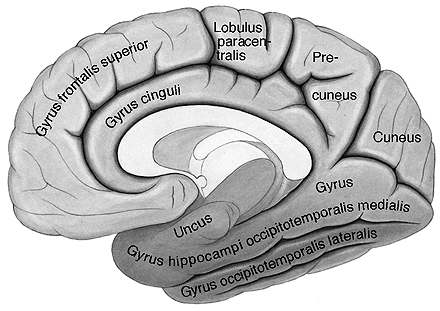 Gyrus frontalis superior
Lobulus
paracen-
tralis
Pre-
cuneus
Gyrus cinguli
Cuneus
Gyrus
Uncus
Gyrus hippocampi occipitotemporalis medialis
Gyrus occipitotemporalis lateralis